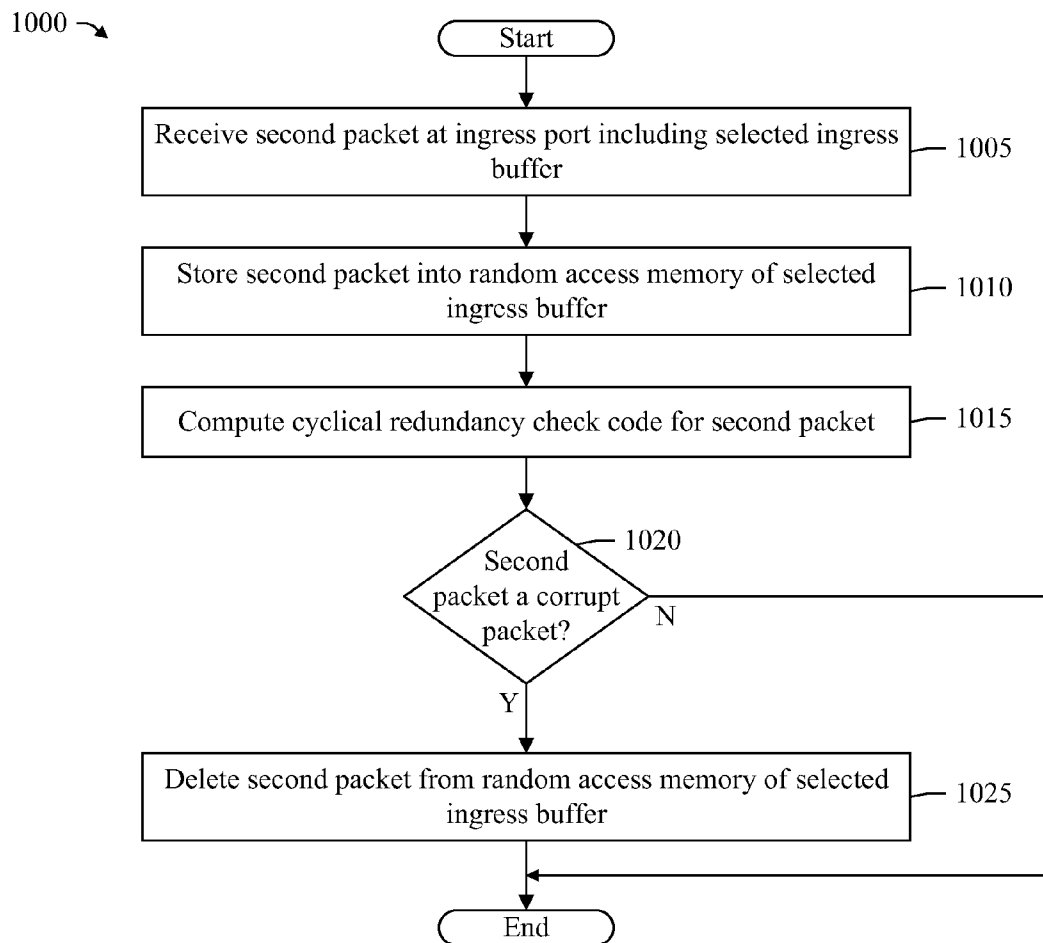 1000
Start
Receive second packet at ingress port including selected ingress
buffer
1005
Store second packet into random access memory of selected
ingress buffer
1010
Compute cyclical redundancy check code for second packet
1015
1020
Second
packet a corrupt
packet?
N
Y
Delete second packet from random access memory of selected
ingress buffer
1025
End